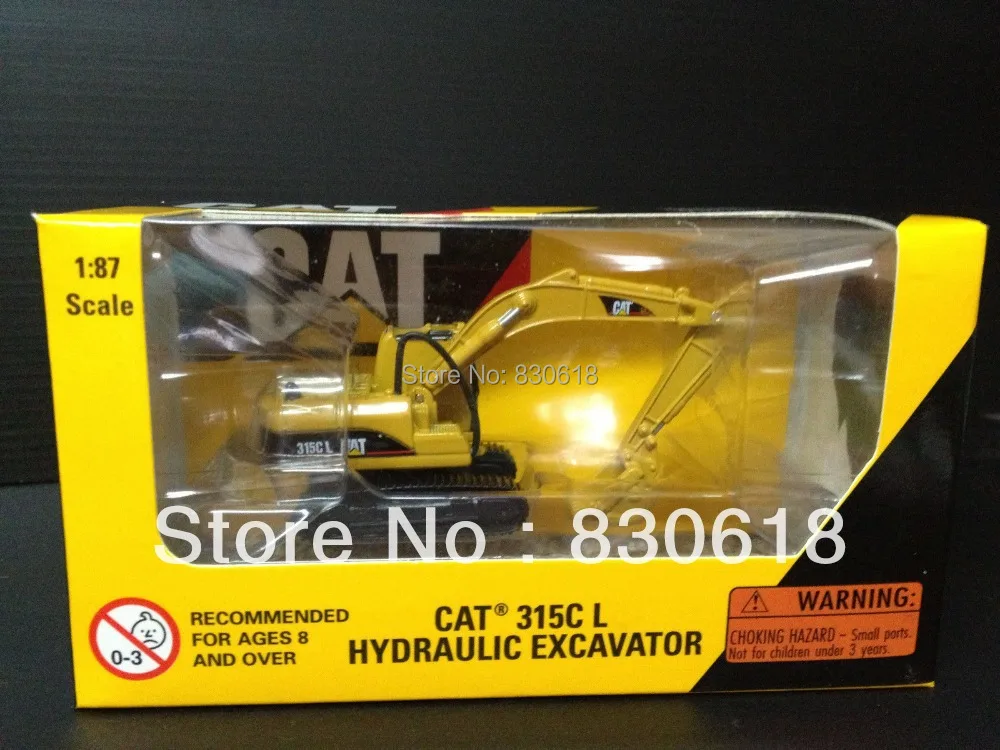 CAT
1:87
Scale
CAT
CAT
Store No: 830618
315C L CAT
Store No : 830618
0-3
RECOMMENDED
FOR AGES 8
AND OVER
CAT® 315C L
HYDRAULIC EXCAVATOR
WARNING:
CHOKING HAZARD – Small parts.
Not for children under 3 years.